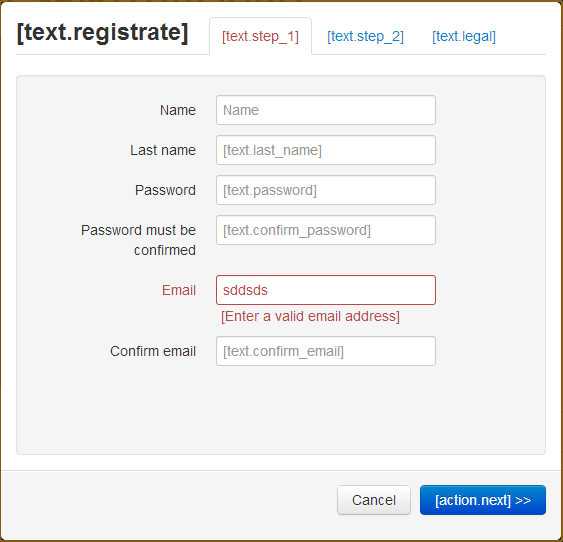 [text.registrate]
[text.step_1]
[text.step_2]
[text.legal]
Name
Name
Last name
[text.last_name]
Password
[text.password]
Password must be
confirmed
[text.confirm_password]
Email
sddsds
[Enter a valid email address]
Confirm email
[text.confirm_email]
Cancel
[action.next] >>